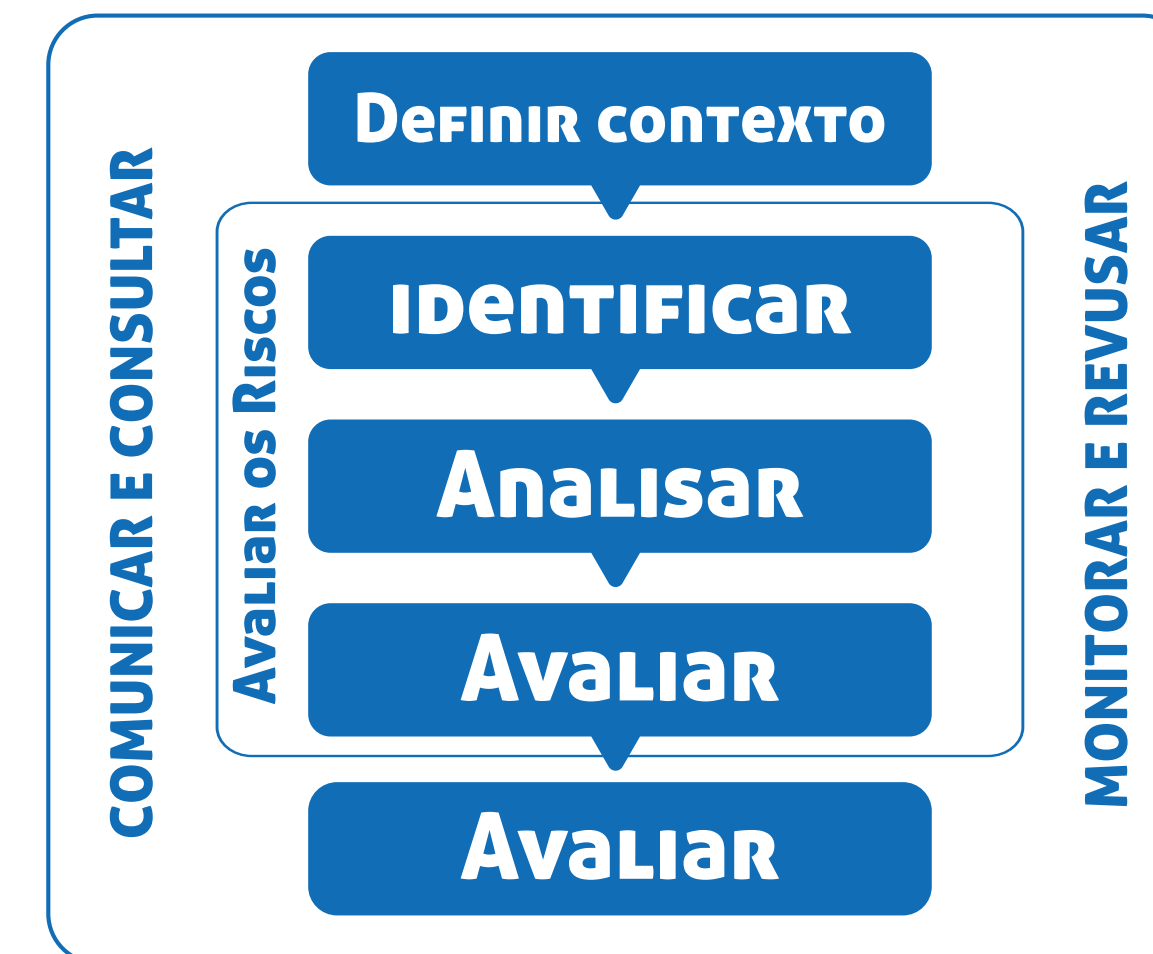 Definir contexto
COMUNICAR E CONSULTAR
Avaliar os Riscos
Identificar
Analisar
Avaliar
Avaliar
MONITORAR E REVUSAR